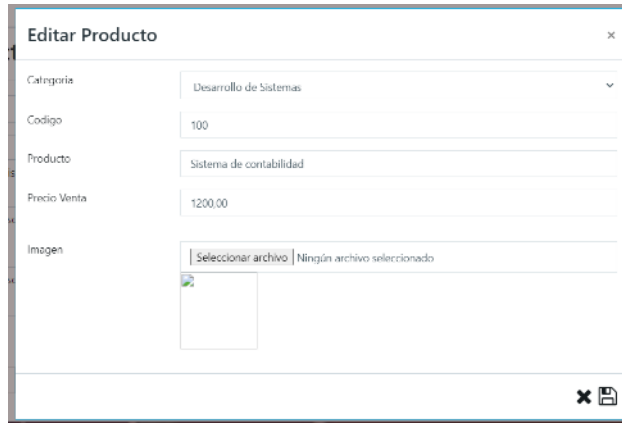 Editar Producto ×
Categoria Desarrollo de Sistemas
Codigo 100
Producto Sistema de contabilidad
Precio Venta 1200,00
Imagen Seleccionar archivo Ningún archivo seleccionado